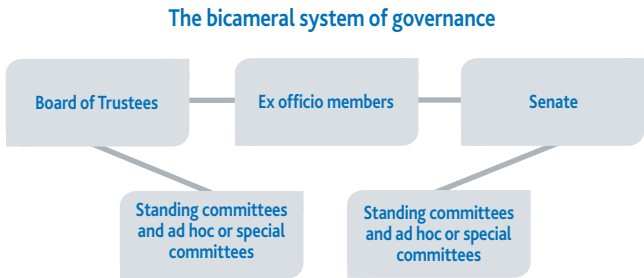 The bicameral system of governance
Board of Trustees
Ex officio members
Senate
Standing committees
and ad hoc or special
committees
Standing committees
and ad hoc or special
committees